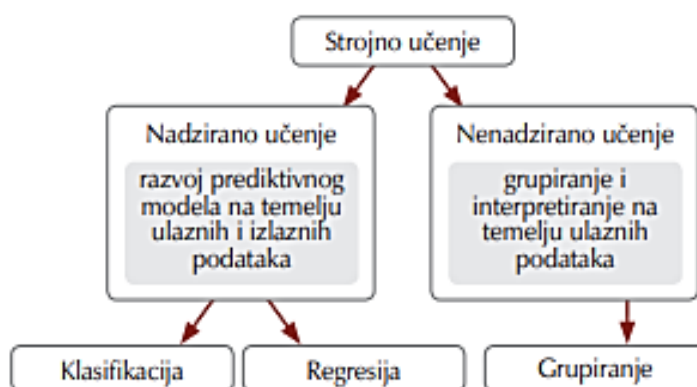 Strojno učenje
Nadzirano učenje
razvoj prediktivnog
modela na temelju
ulaznih i izlaznih
podataka
Nenadzirano učenje
grupiranje i
interpretiranje na
temelju ulaznih
podataka
Klasifikacija
Regresija
Grupiranje